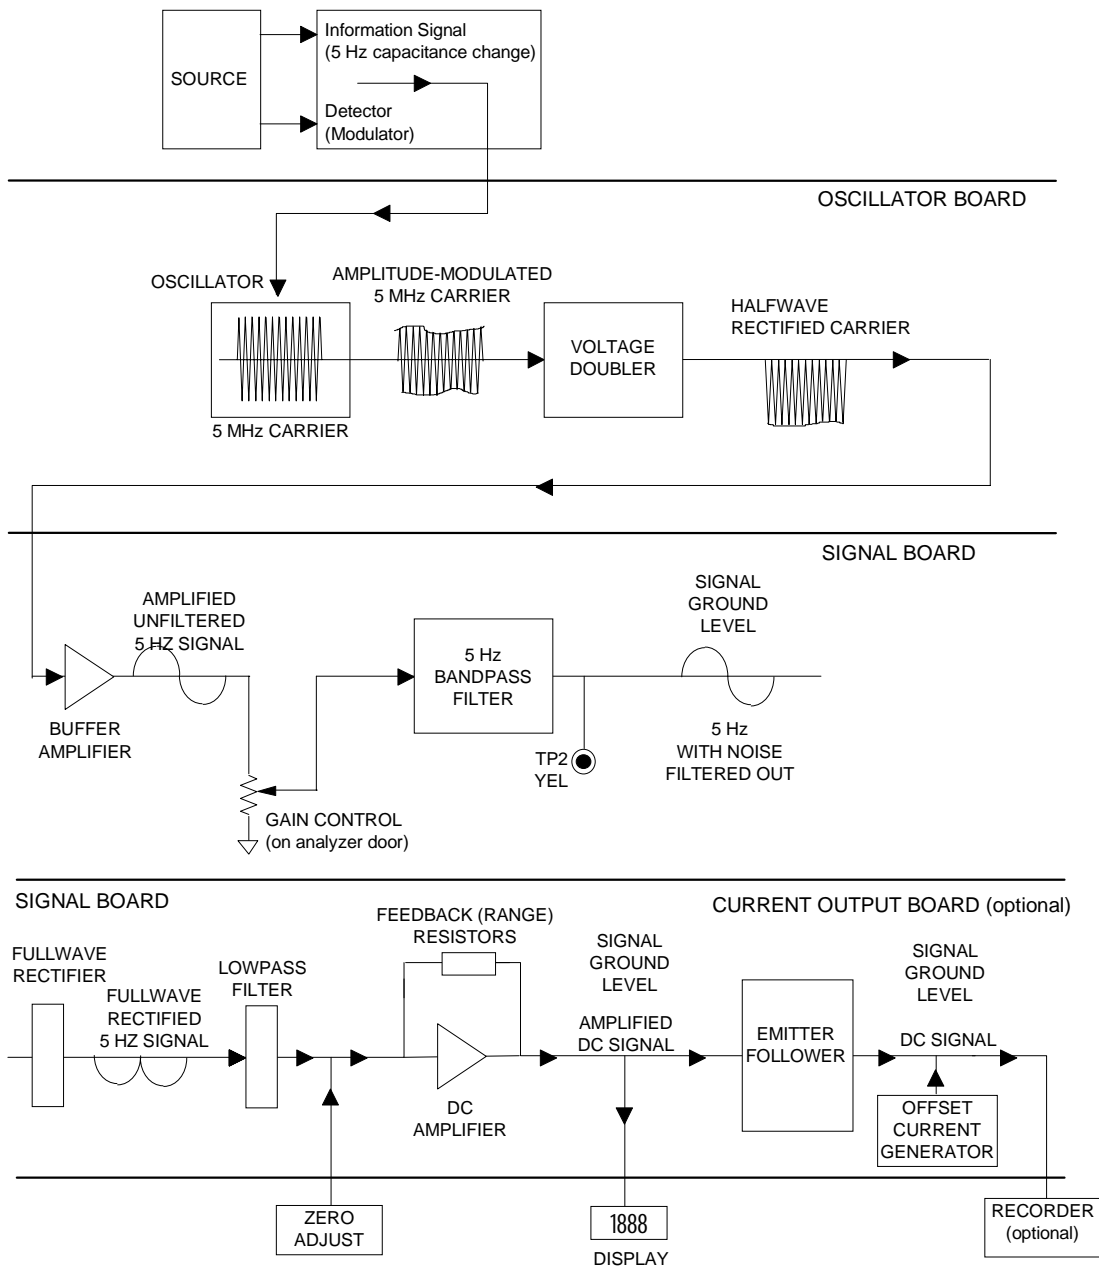 SOURCE
Information Signal
(5 Hz capacitance change)
Detector
(Modulator)
OSCILLATOR BOARD
OSCILLATOR
5 MHz CARRIER
AMPLITUDE-MODULATED
5 MHz CARRIER
VOLTAGE
DOUBLER
HALFWAVE
RECTIFIED CARRIER
SIGNAL BOARD
AMPLIFIED
UNFILTERED
5 HZ SIGNAL
BUFFER
AMPLIFIER
GAIN CONTROL
(on analyzer door)
5 Hz
BANDPASS
FILTER
TP2
YEL
SIGNAL
GROUND
LEVEL
5 Hz
WITH NOISE
FILTERED OUT
SIGNAL BOARD
CURRENT OUTPUT BOARD (optional)
FULLWAVE
RECTIFIER
FULLWAVE
RECTIFIED
5 HZ SIGNAL
LOWPASS
FILTER
FEEDBACK (RANGE)
RESISTORS
DC
AMPLIFIER
SIGNAL
GROUND
LEVEL
AMPLIFIED
DC SIGNAL
EMITTER
FOLLOWER
SIGNAL
GROUND
LEVEL
DC SIGNAL
OFFSET
CURRENT
GENERATOR
ZERO
ADJUST
1888
DISPLAY
RECORDER
(optional)